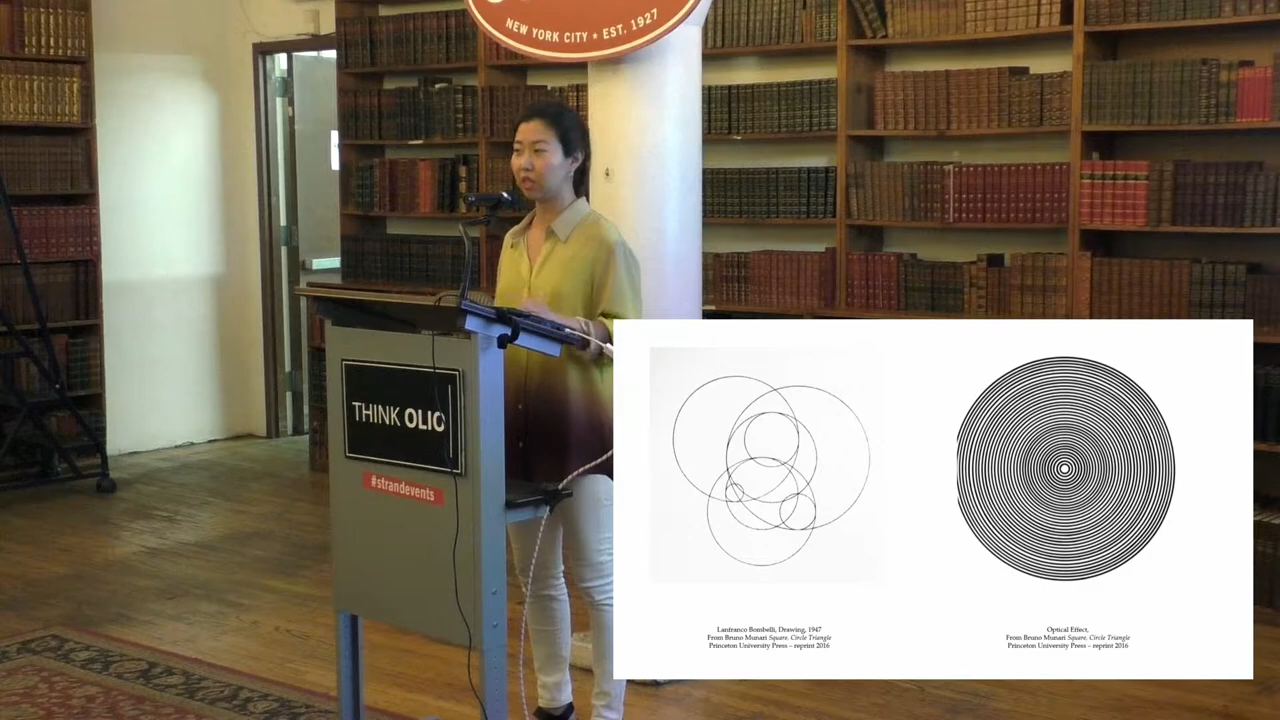 NEW YORK CITY ★ EST. 1927
THINK OLIO
#strandevents
Lanfranco Bombelli, Drawing, 1947
From Bruno Munari Square, Circle Triangle
Princeton University Press – reprint 2016
Optical Effect,
From Bruno Munari Square, Circle Triangle
Princeton University Press – reprint 2016